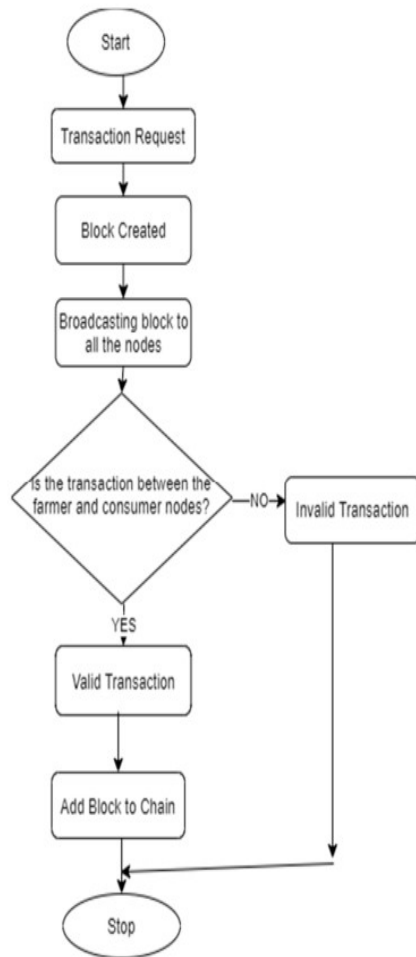 Start
Transaction Request
Block Created
Broadcasting block to
all the nodes
Is the transaction between the
farmer and consumer nodes?
NO
Invalid Transaction
YES
Valid Transaction
Add Block to Chain
Stop